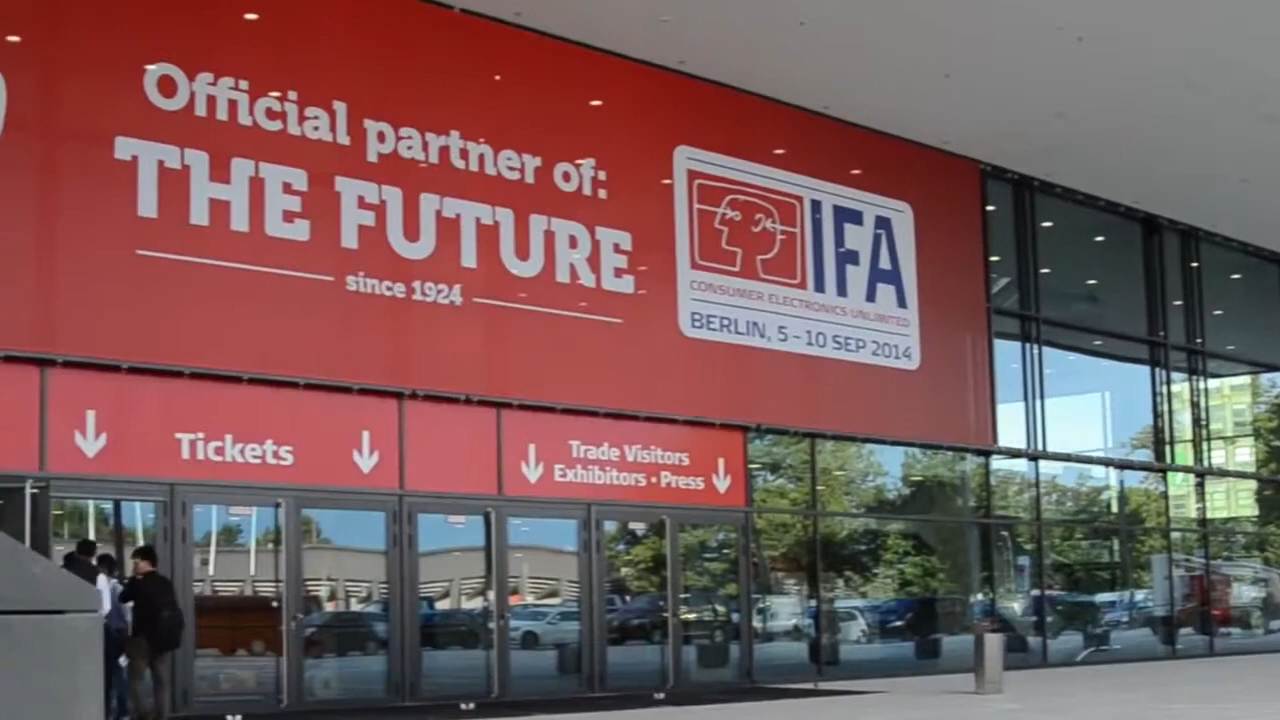 Official partner of:
THE FUTURE
since 1924
IFA
CONSUMER ELECTRONICS UNLIMITED
BERLIN, 5 - 10 SEP 2014
Tickets
Trade Visitors
Exhibitors • Press